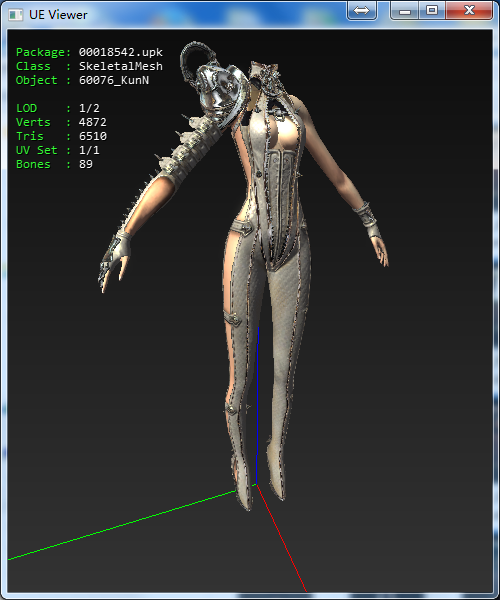 UE Viewer
Package: 00018542.upk
Class  : SkeletalMesh
Object : 60076_KunN
LOD    : 1/2
Verts  : 4872
Tris   : 6510
UV Set : 1/1
Bones  : 89